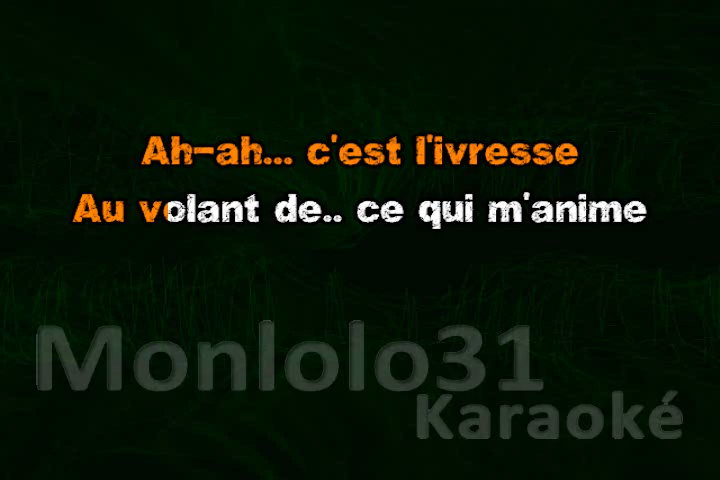 Ah-ah... c'est l'ivresse
Au volant de.. ce qui m'anime
Monlolo31
Karaoké